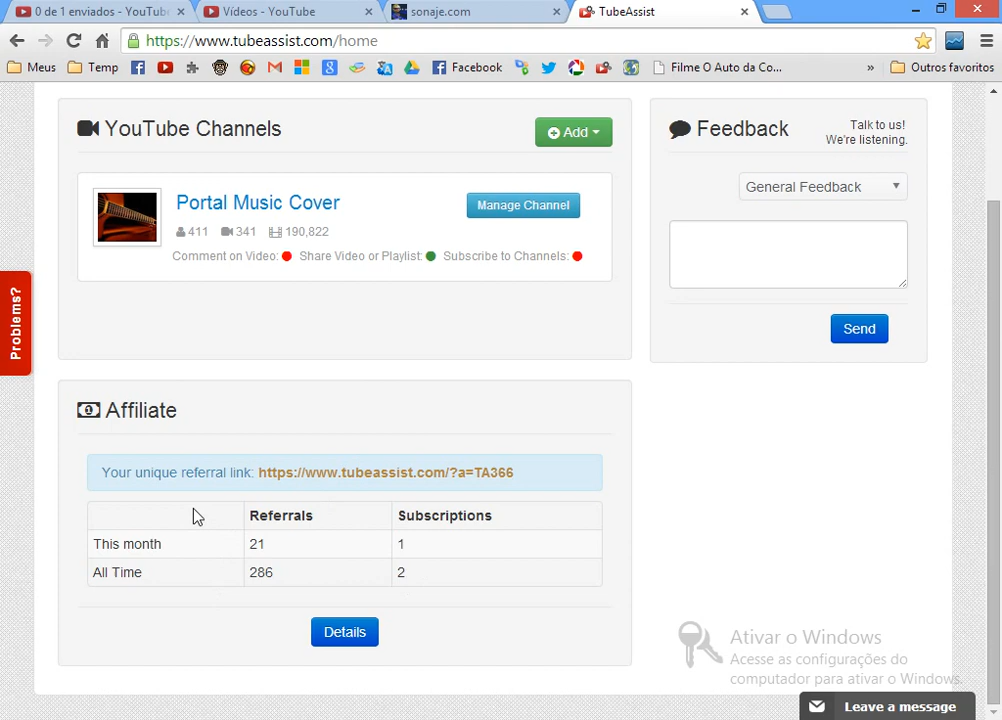 0 de 1 enviados - YouTube
Vídeos - YouTube
sonaje.com
TubeAssist
https://www.tubeassist.com/home
Meus
Temp
Facebook
Filme O Auto da Co...
»
Outros favoritos
YouTube Channels
Add
Portal Music Cover
Manage Channel
411 341 190,822
Comment on Video: Share Video or Playlist: Subscribe to Channels:
Feedback
Talk to us!
We're listening.
General Feedback
Send
Problems?
Affiliate
Your unique referral link: https://www.tubeassist.com/?a=TA366
Referrals Subscriptions
This month 21 1
All Time 286 2
Details
Ativar o Windows
Acesse as configurações do
computador para ativar o Windows.
Leave a message